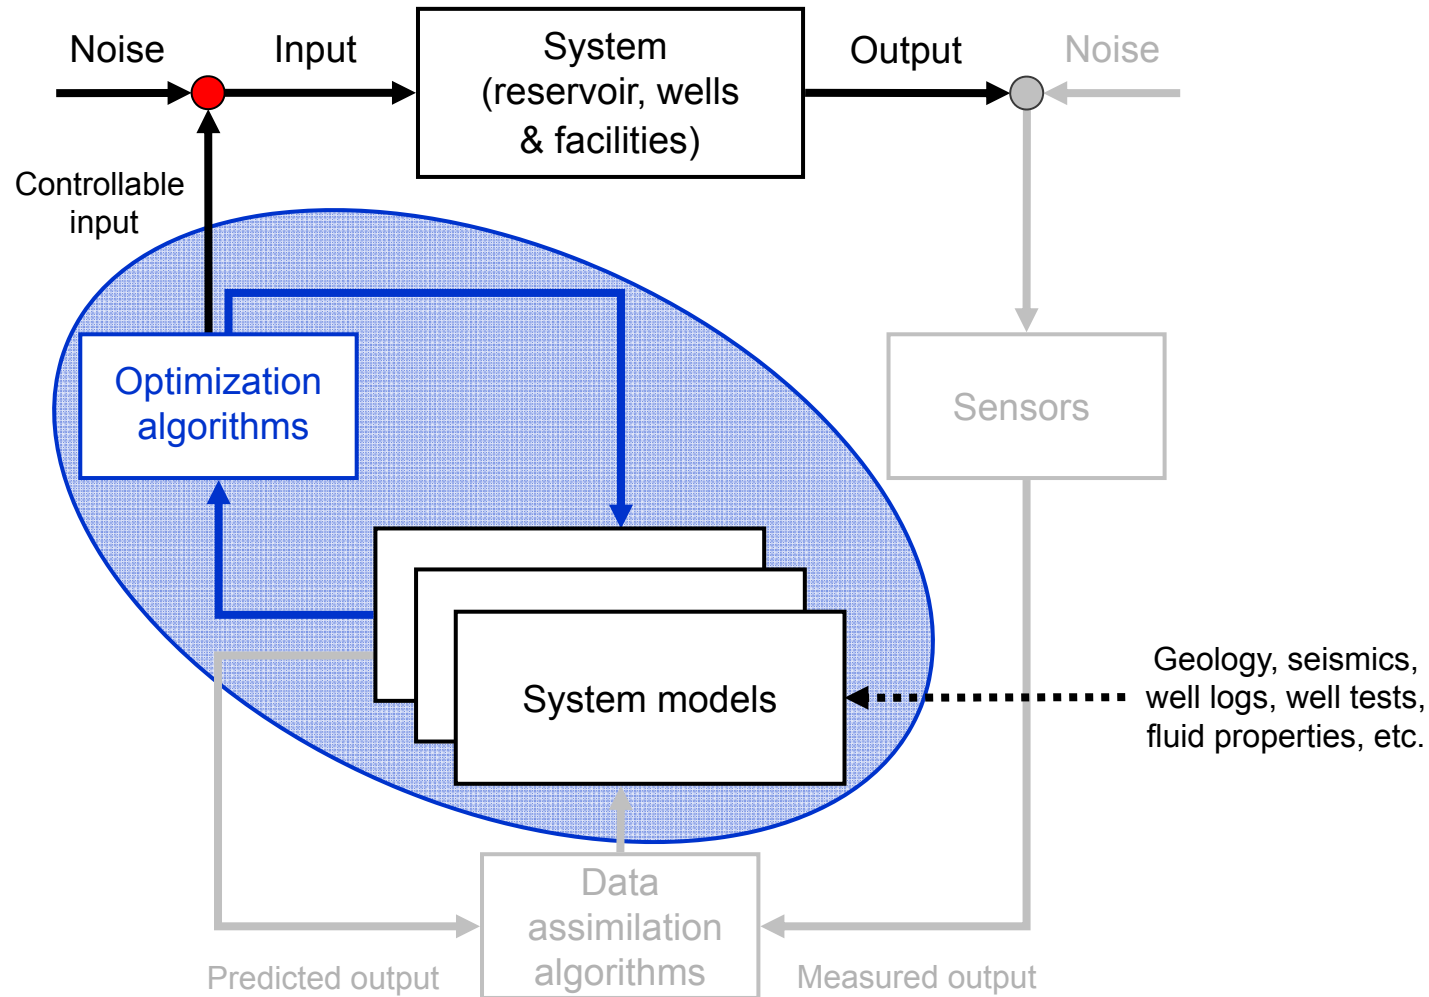 Noise
Input
System
(reservoir, wells
& facilities)
Output
Noise
Controllable
input
Optimization
algorithms
Sensors
System models
Geology, seismics,
well logs, well tests,
fluid properties, etc.
Data
assimilation
algorithms
Predicted output
Measured output